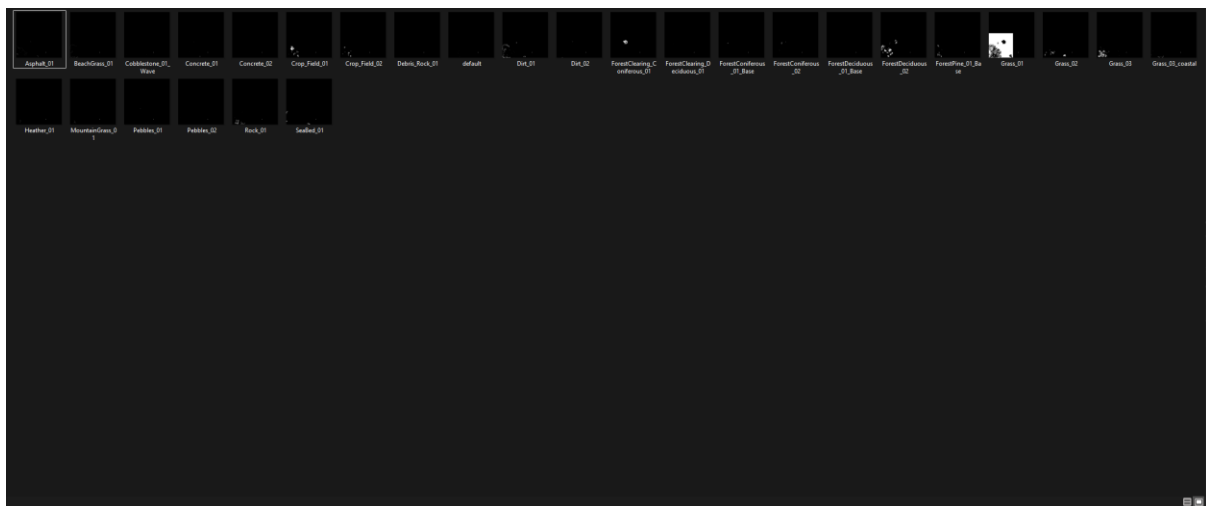 Asphalt_01
BeachGrass_01
Cobblestone_01_
Wave
Concrete_01
Concrete_02
Crop_Field_01
Crop_Field_02
Debris_Rock_01
default
Dirt_01
Dirt_02
ForestClearing_C
oniferous_01
ForestClearing_D
eciduous_01
ForestConiferous
_01_Base
ForestConiferous
_02
ForestDeciduous
_01_Base
ForestDeciduous
_02
ForestPine_01_Ba
se
Grass_01
Grass_02
Grass_03
Grass_03_coastal
Heather_01
MountainGrass_0
1
Pebbles_01
Pebbles_02
Rock_01
SeaBed_01